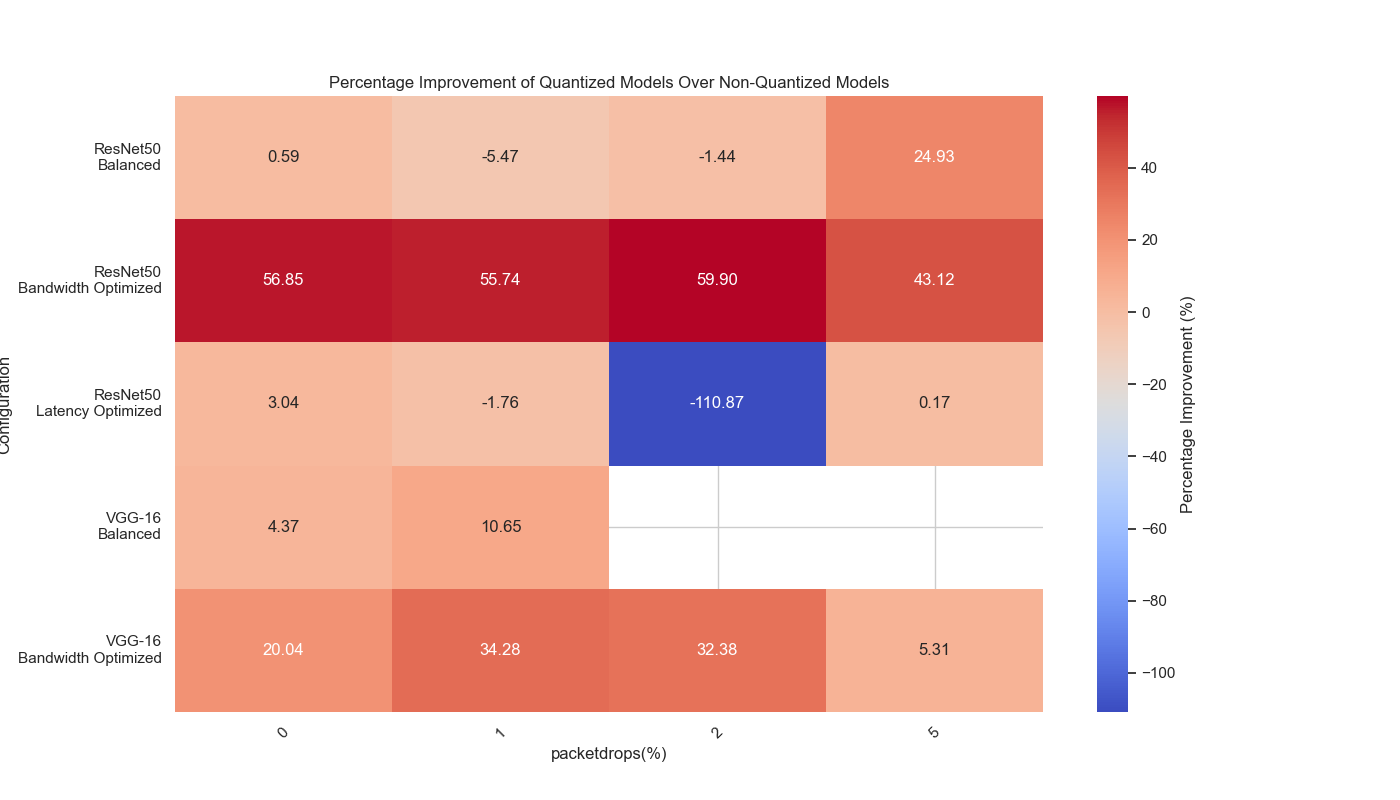 Percentage Improvement of Quantized Models Over Non-Quantized Models
ResNet50
Balanced
0.59
-5.47
-1.44
24.93
ResNet50
Bandwidth Optimized
56.85
55.74
59.90
43.12
ResNet50
Latency Optimized
3.04
-1.76
-110.87
0.17
VGG-16
Balanced
4.37
10.65
VGG-16
Bandwidth Optimized
20.04
34.28
32.38
5.31
0
1
2
5
packetdrops(%)
Configuration
40
20
0
−20
−40
−60
−80
−100
Percentage Improvement (%)